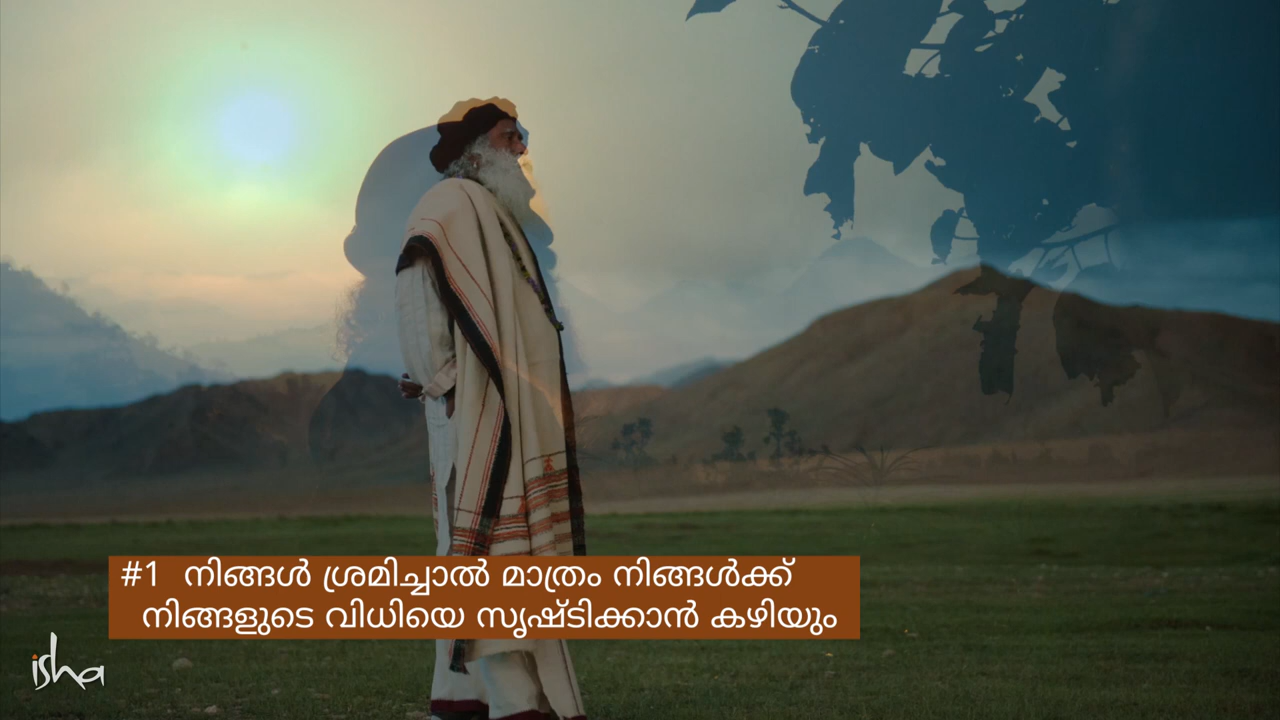 #1 നിങ്ങൾ ശ്രമിച്ചാൽ മാത്രം നിങ്ങൾക്ക്
നിങ്ങളുടെ വിധിയെ സൃഷ്ടിക്കാൻ കഴിയും
isha